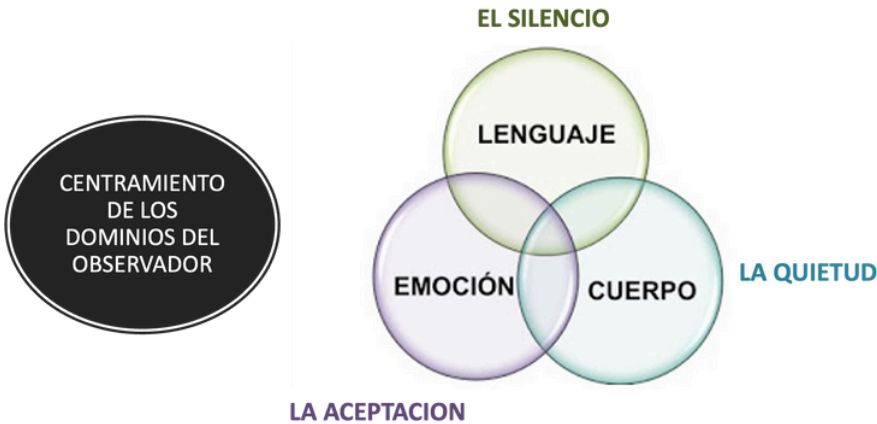 EL SILENCIO
LENGUAJE
CENTRAMIENTO
DE LOS
DOMINIOS DEL
OBSERVADOR
EMOCIÓN
CUERPO
LA QUIETUD
LA ACEPTACION